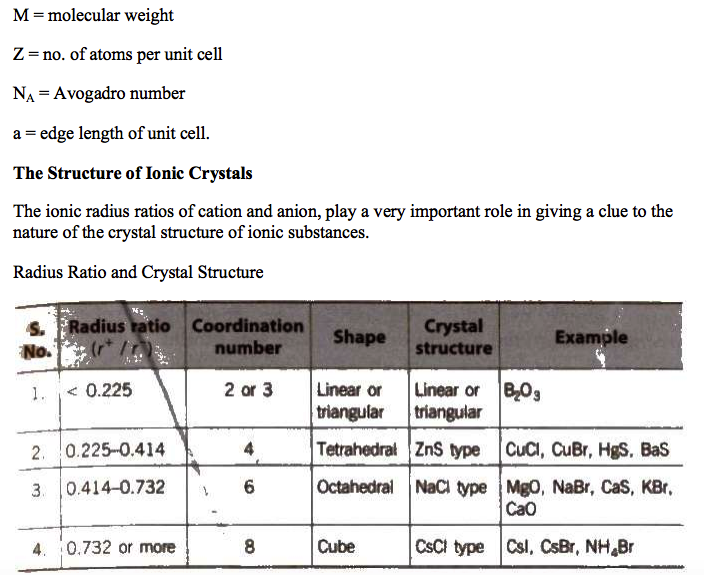 M = molecular weight
Z = no. of atoms per unit cell
N_A = Avogadro number
a = edge length of unit cell.
The Structure of Ionic Crystals
The ionic radius ratios of cation and anion, play a very important role in giving a clue to the
nature of the crystal structure of ionic substances.
Radius Ratio and Crystal Structure
S. No. | Radius ratio (r⁺ / r⁻) | Coordination number | Shape | Crystal structure | Example
1. | < 0.225 | 2 or 3 | Linear or triangular | Linear or triangular | B₂O₃
2. | 0.225–0.414 | 4 | Tetrahedral | ZnS type | CuCl, CuBr, HgS, BaS
3. | 0.414–0.732 | 6 | Octahedral | NaCl type | MgO, NaBr, CaS, KBr, CaO
4. | 0.732 or more | 8 | Cube | CsCl type | CsI, CsBr, NH₄Br